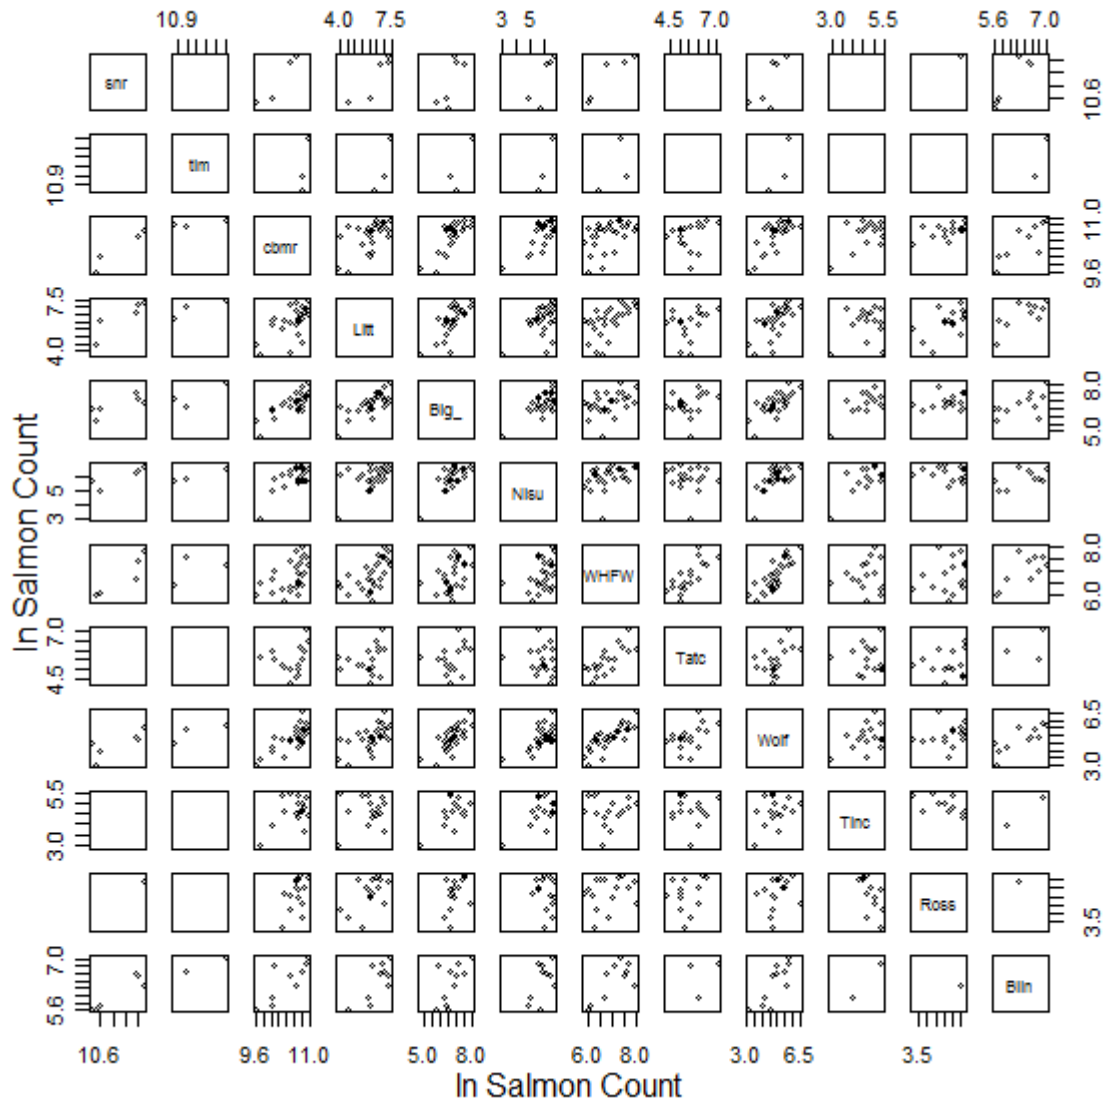 10.9 4.0 7.5 3 5 4.5 7.0 3.0 5.5 5.6 7.0
snr 10.6
10.9 tim
cbmr 9.6 11.0
4.0 7.5 Litt
Big_ 5.0 8.0
3 5 Nisu
WHFW 6.0 8.0
4.5 7.0 Tatc
Wolf 3.0 6.5
3.0 5.5 Tinc
Ross 3.5
5.6 7.0 Blin
10.6 9.6 11.0 5.0 8.0 6.0 8.0 3.0 6.5 3.5
ln Salmon Count
ln Salmon Count